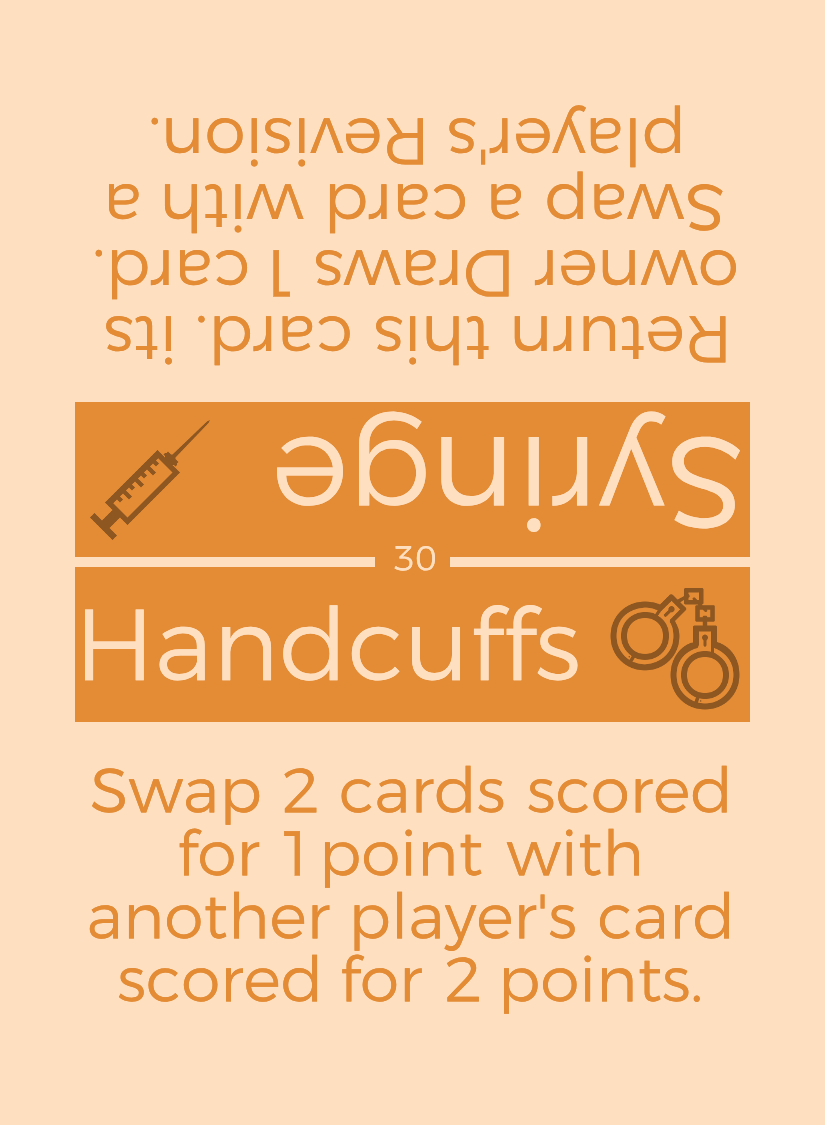 Return this card. its
owner Draws 1 card.
Swap a card with a
player's Revision.
Syringe
30
Handcuffs
Swap 2 cards scored
for 1 point with
another player's card
scored for 2 points.